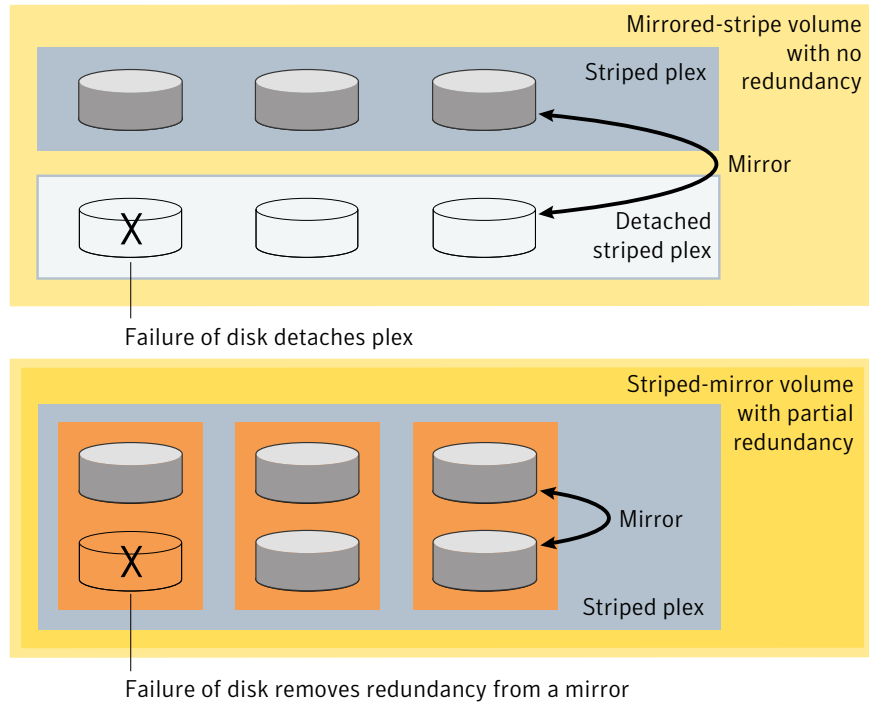 Mirrored-stripe volume
with no
redundancy
Striped plex
Mirror
Detached
striped plex
X
Failure of disk detaches plex
Striped-mirror volume
with partial
redundancy
Mirror
X
Striped plex
Failure of disk removes redundancy from a mirror